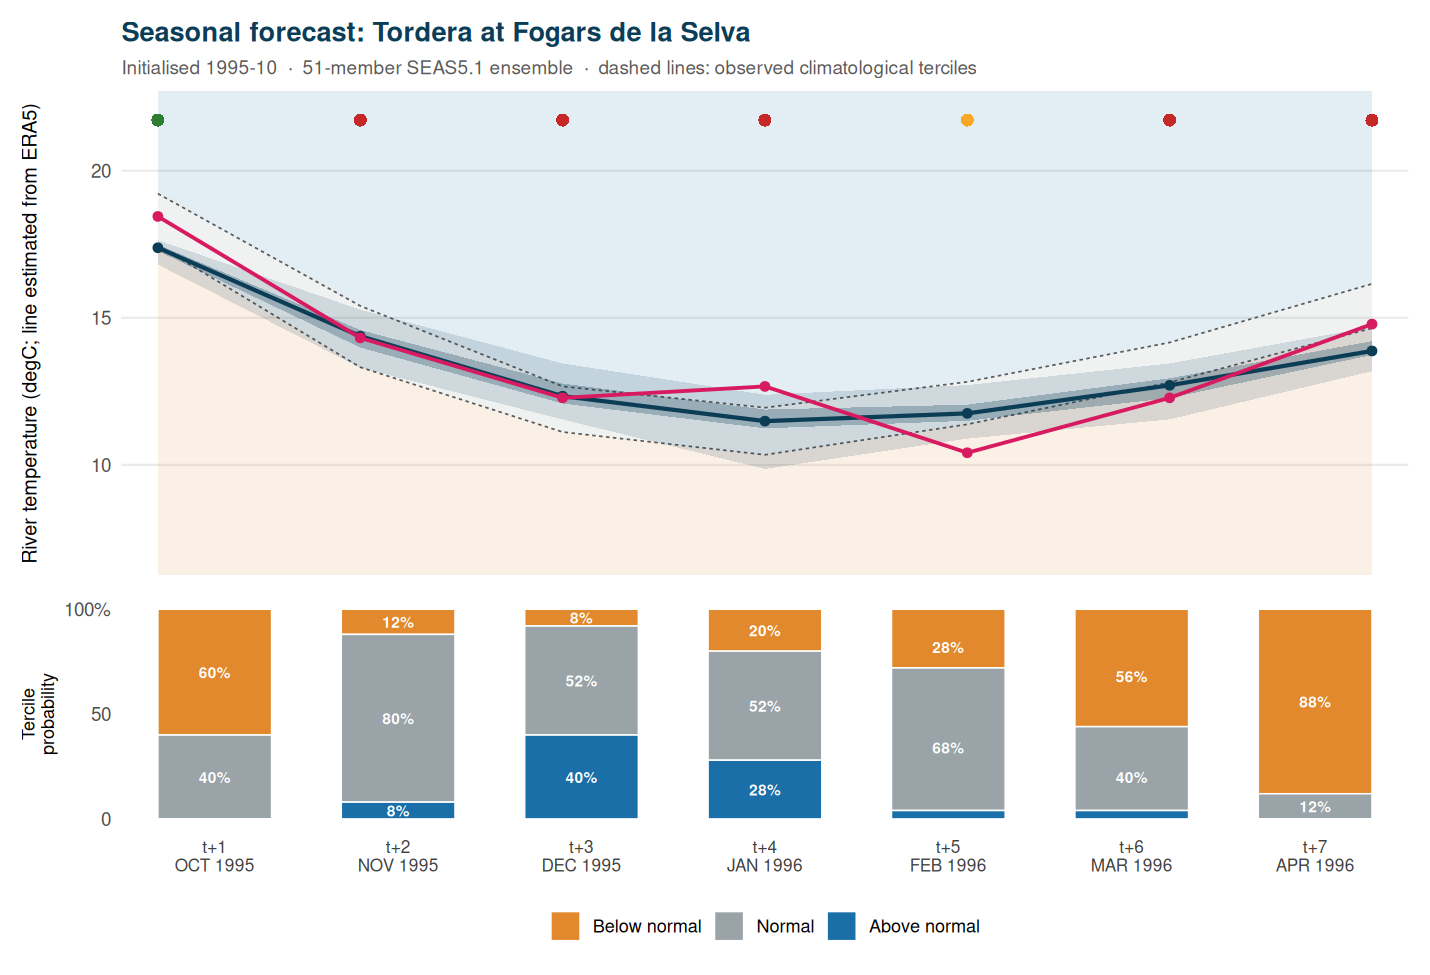 Seasonal forecast: Tordera at Fogars de la Selva
Initialised 1995-10 · 51-member SEAS5.1 ensemble · dashed lines: observed climatological terciles
River temperature (degC; line estimated from ERA5)
20
15
10
Tercile
probability
100%
50
0
60%
40%
12%
80%
8%
8%
52%
40%
20%
52%
28%
28%
68%
56%
40%
88%
12%
t+1
OCT 1995
t+2
NOV 1995
t+3
DEC 1995
t+4
JAN 1996
t+5
FEB 1996
t+6
MAR 1996
t+7
APR 1996
Below normal
Normal
Above normal